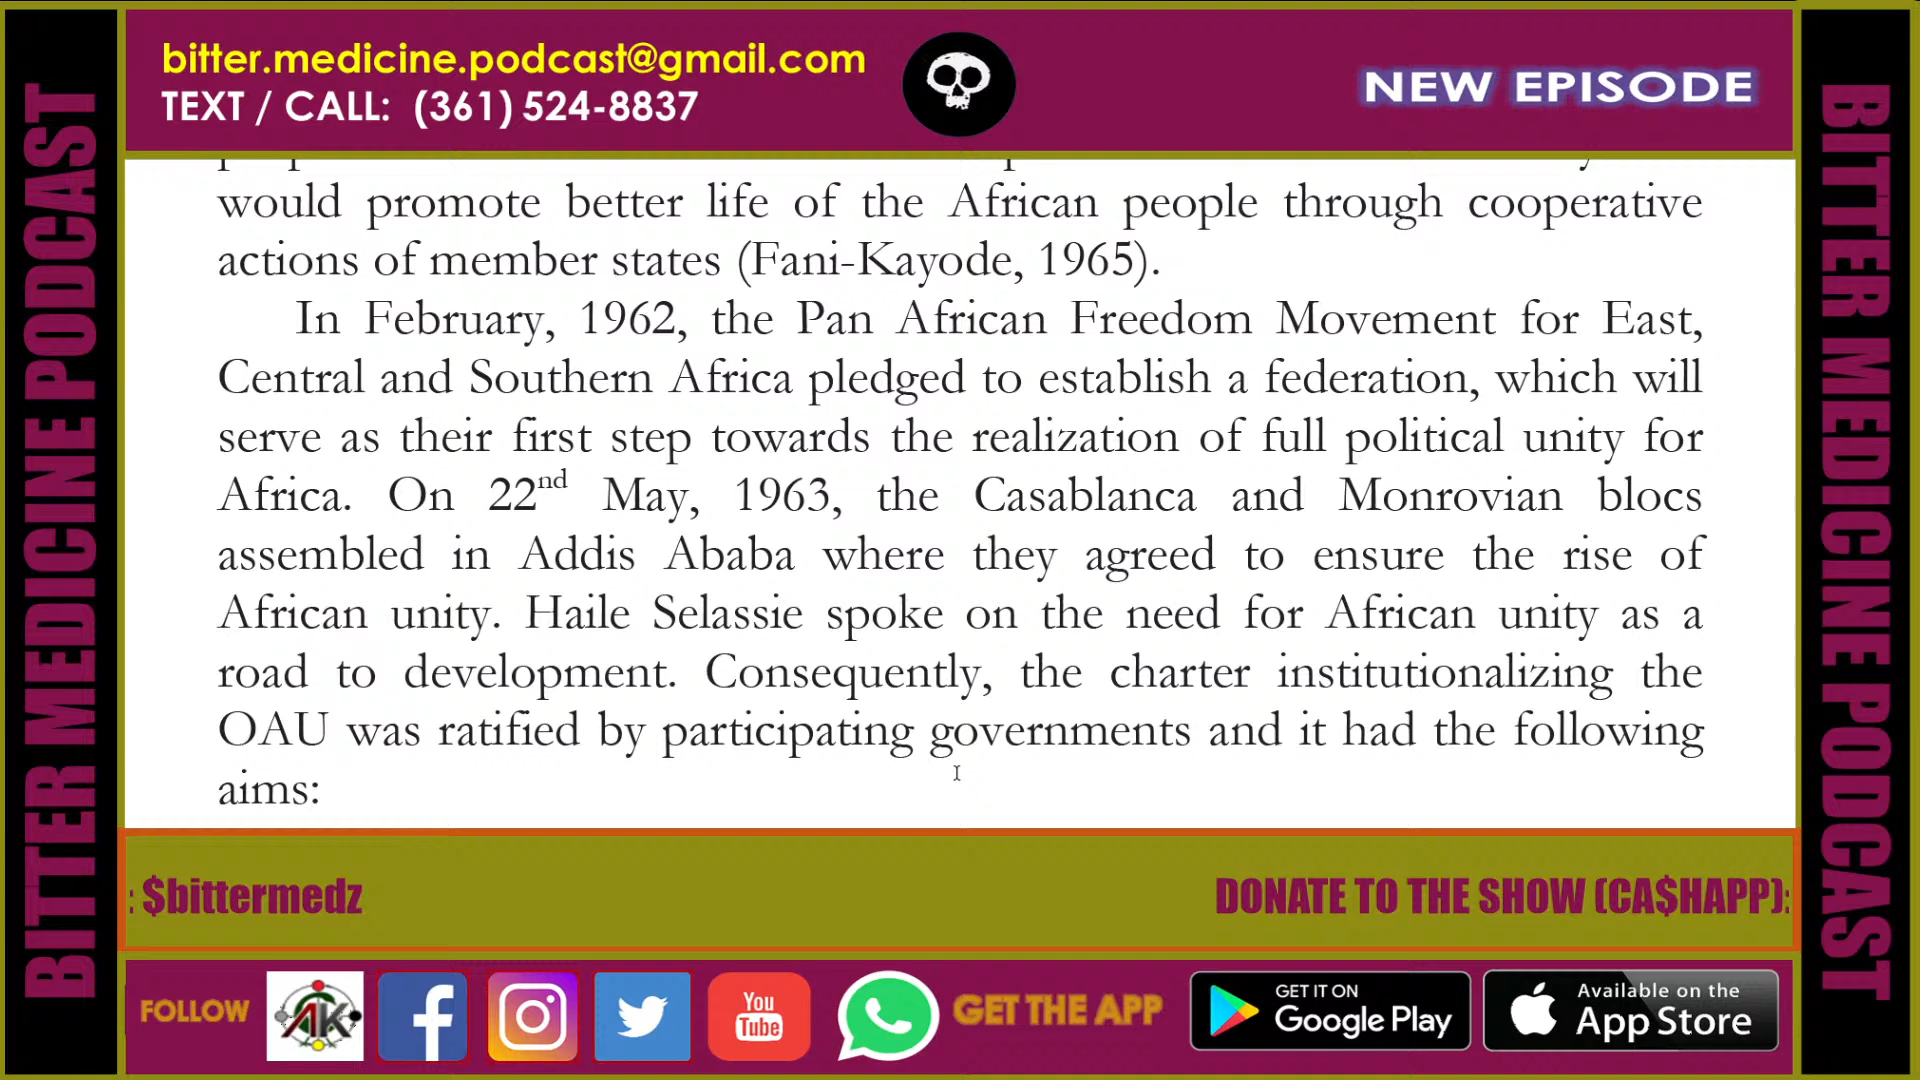 bitter.medicine.podcast@gmail.com
TEXT / CALL: (361) 524-8837
NEW EPISODE
BITTER MEDICINE PODCAST
would promote better life of the African people through cooperative
actions of member states (Fani-Kayode, 1965).
In February, 1962, the Pan African Freedom Movement for East,
Central and Southern Africa pledged to establish a federation, which will
serve as their first step towards the realization of full political unity for
Africa. On 22nd May, 1963, the Casablanca and Monrovian blocs
assembled in Addis Ababa where they agreed to ensure the rise of
African unity. Haile Selassie spoke on the need for African unity as a
road to development. Consequently, the charter institutionalizing the
OAU was ratified by participating governments and it had the following
aims:
BITTER MEDICINE PODCAST
: $bittermedz
DONATE TO THE SHOW (CA$HAPP):
FOLLOW
AK
You
Tube
GET THE APP
GET IT ON
Google Play
Available on the
App Store